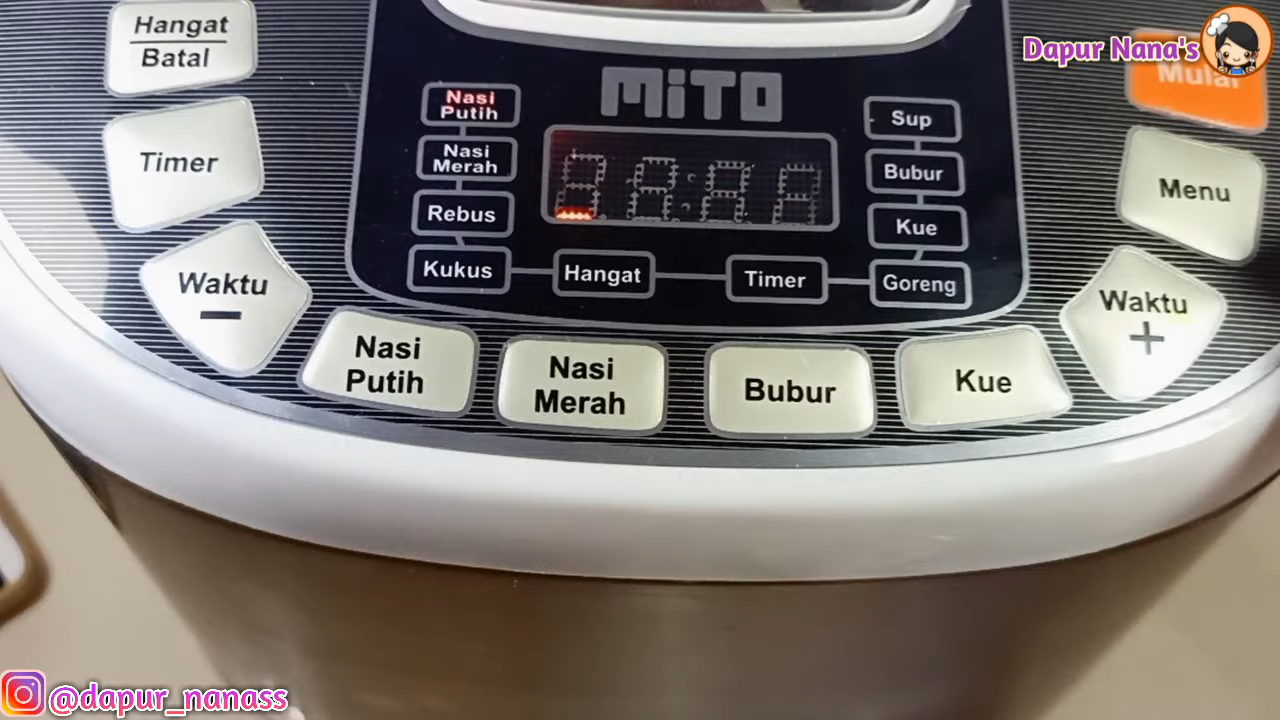 Hangat
Batal
Dapur Nana's
Mulai
MiTO
Nasi
Putih
Sup
Timer
Nasi
Merah
Bubur
Menu
Rebus
Kue
Kukus
Hangat
Timer
Goreng
Waktu
-
Waktu
+
Nasi
Putih
Nasi
Merah
Bubur
Kue
@dapur_nanass